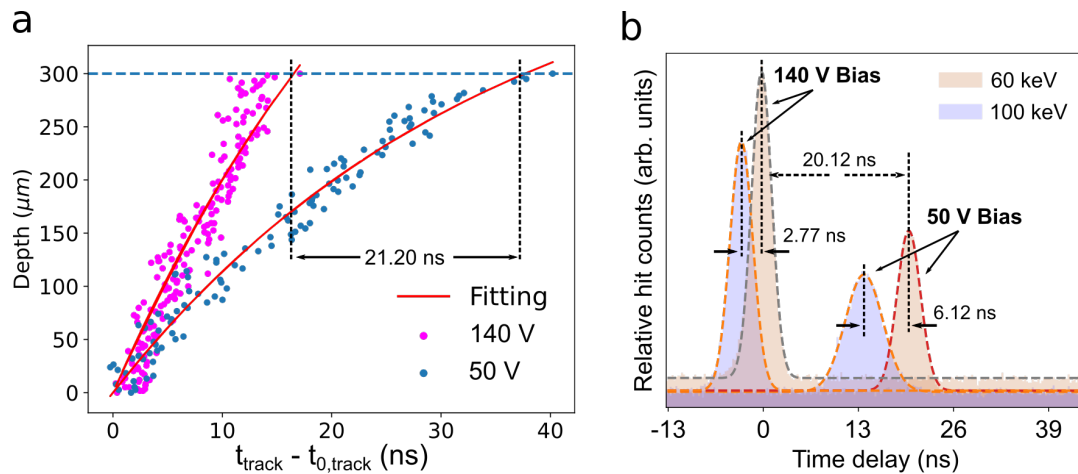 a
Depth (μm)
300
250
200
150
100
50
0
0 10 20 30 40
t_track - t_0,track (ns)
21.20 ns
Fitting
140 V
50 V
b
Relative hit counts (arb. units)
140 V Bias
60 keV
100 keV
20.12 ns
50 V Bias
2.77 ns
6.12 ns
-13 0 13 26 39
Time delay (ns)